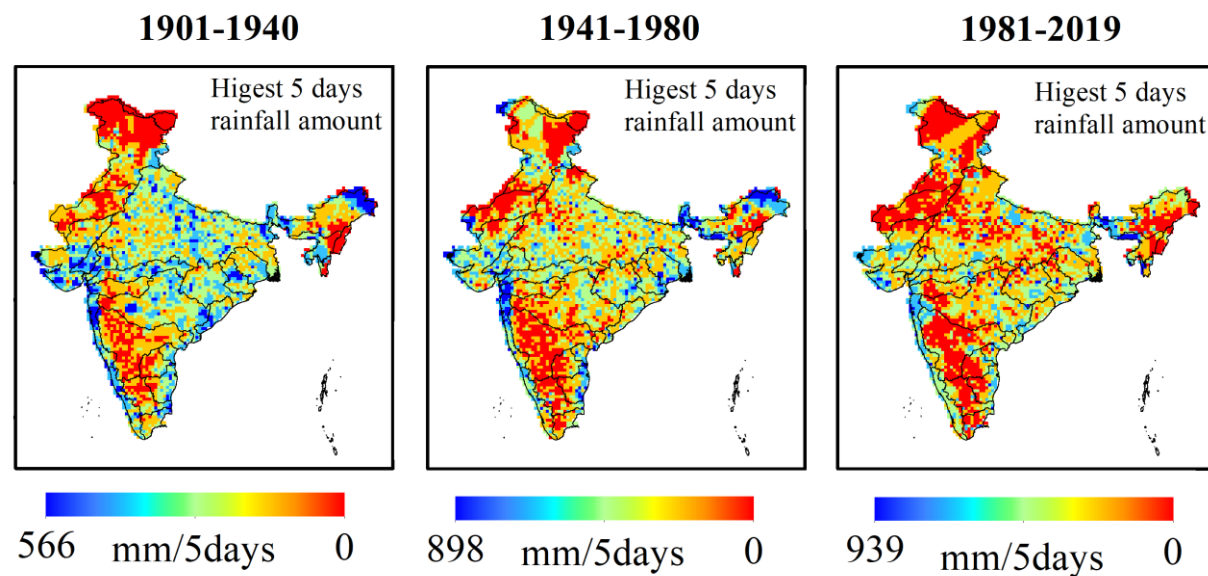 1901-1940
1941-1980
1981-2019
Higest 5 days
rainfall amount
Higest 5 days
rainfall amount
Higest 5 days
rainfall amount
566 mm/5days 0
898 mm/5days 0
939 mm/5days 0